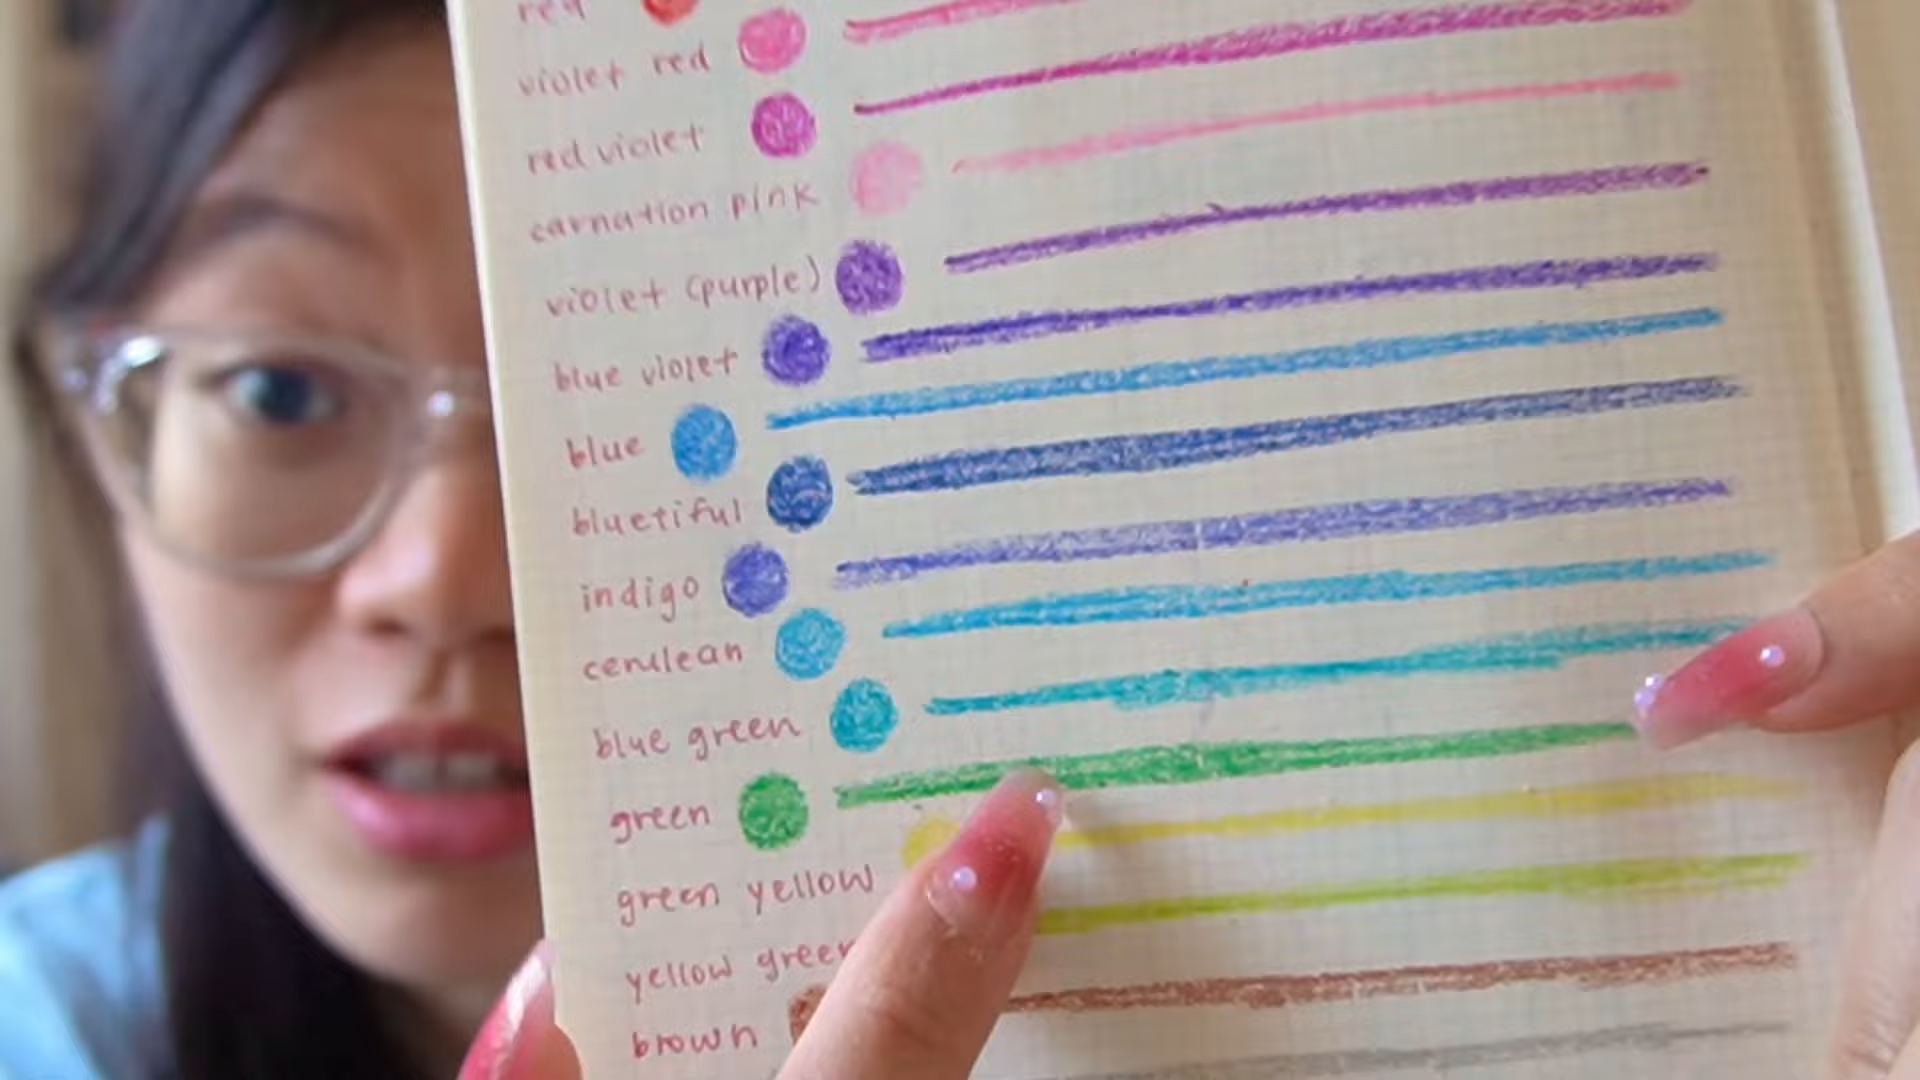 red
violet red
red violet
carnation pink
violet (purple)
blue violet
blue
bluetiful
indigo
cerulean
blue green
green
green yellow
yellow green
brown